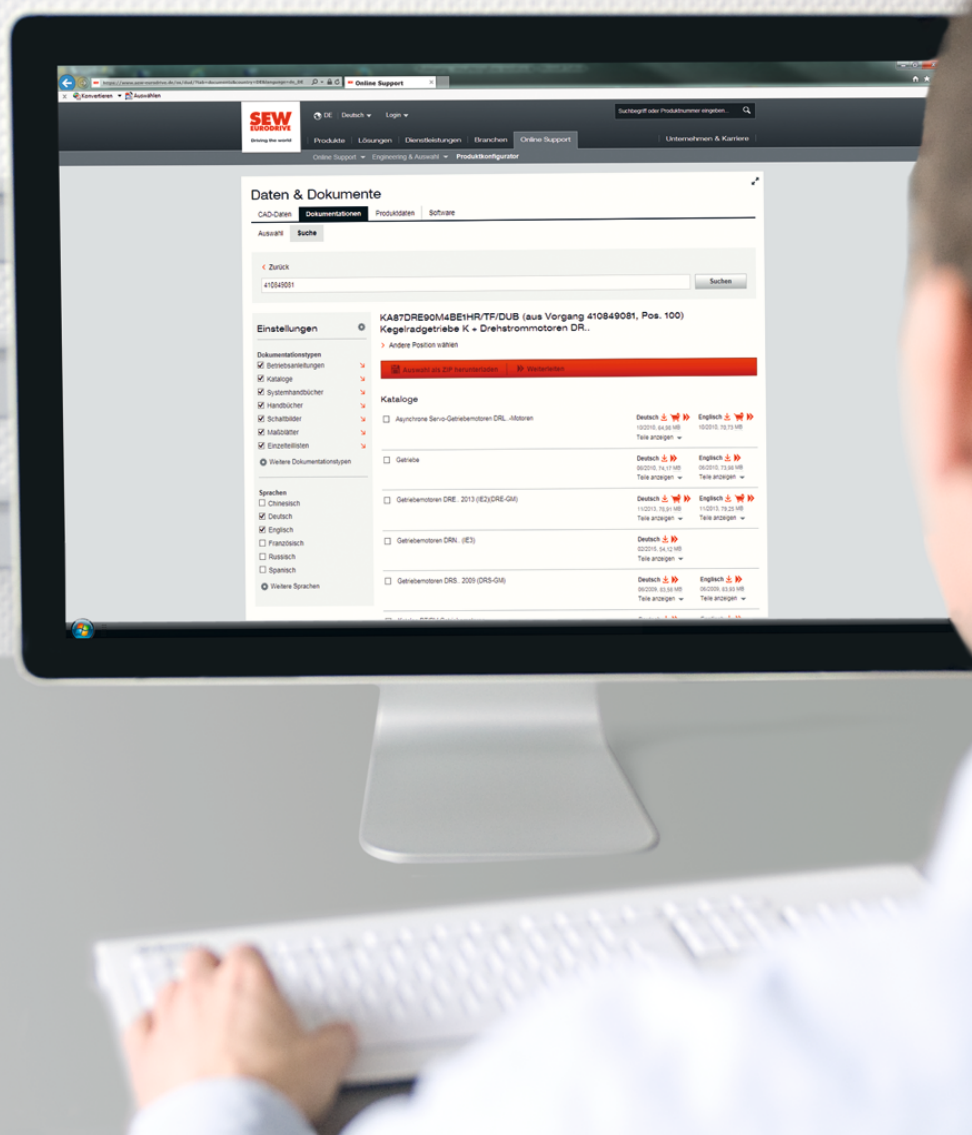 Online Support
Konvertieren Auswählen
SEW
EURODRIVE
Driving the world
DE Deutsch Login
Suchbegriff oder Produktnummer eingeben...
Produkte Lösungen Dienstleistungen Branchen Online Support Unternehmen & Karriere
Online Support Engineering & Auswahl Produktkonfigurator
Daten & Dokumente
CAD-Daten Dokumentationen Produktdaten Software
Auswahl Suche
Zurück
410849081 Suchen
KA87DRE90M4BE1HR/TF/DUB (aus Vorgang 410849081, Pos. 100)
Kegelradgetriebe K + Drehstrommotoren DR..
Andere Position wählen
Auswahl als ZIP herunterladen Weiterleiten
Einstellungen
Dokumentationstypen
Betriebsanleitungen
Kataloge
Systemhandbücher
Handbücher
Schaltbilder
Maßblätter
Einzelteillisten
Weitere Dokumentationstypen
Sprachen
Chinesisch
Deutsch
Englisch
Französisch
Russisch
Spanisch
Weitere Sprachen
Kataloge
Asynchrone Servo-Getriebemotoren DRL..-Motoren Deutsch Englisch
Teile anzeigen
Getriebe Deutsch Englisch
Teile anzeigen Teile anzeigen
Getriebemotoren DRE.. 2013 (IE2)(DRE-GM) Deutsch Englisch
Teile anzeigen Teile anzeigen
Getriebemotoren DRN.. (IE3) Deutsch
Teile anzeigen
Getriebemotoren DRS.. 2009 (DRS-GM) Deutsch Englisch
Teile anzeigen Teile anzeigen